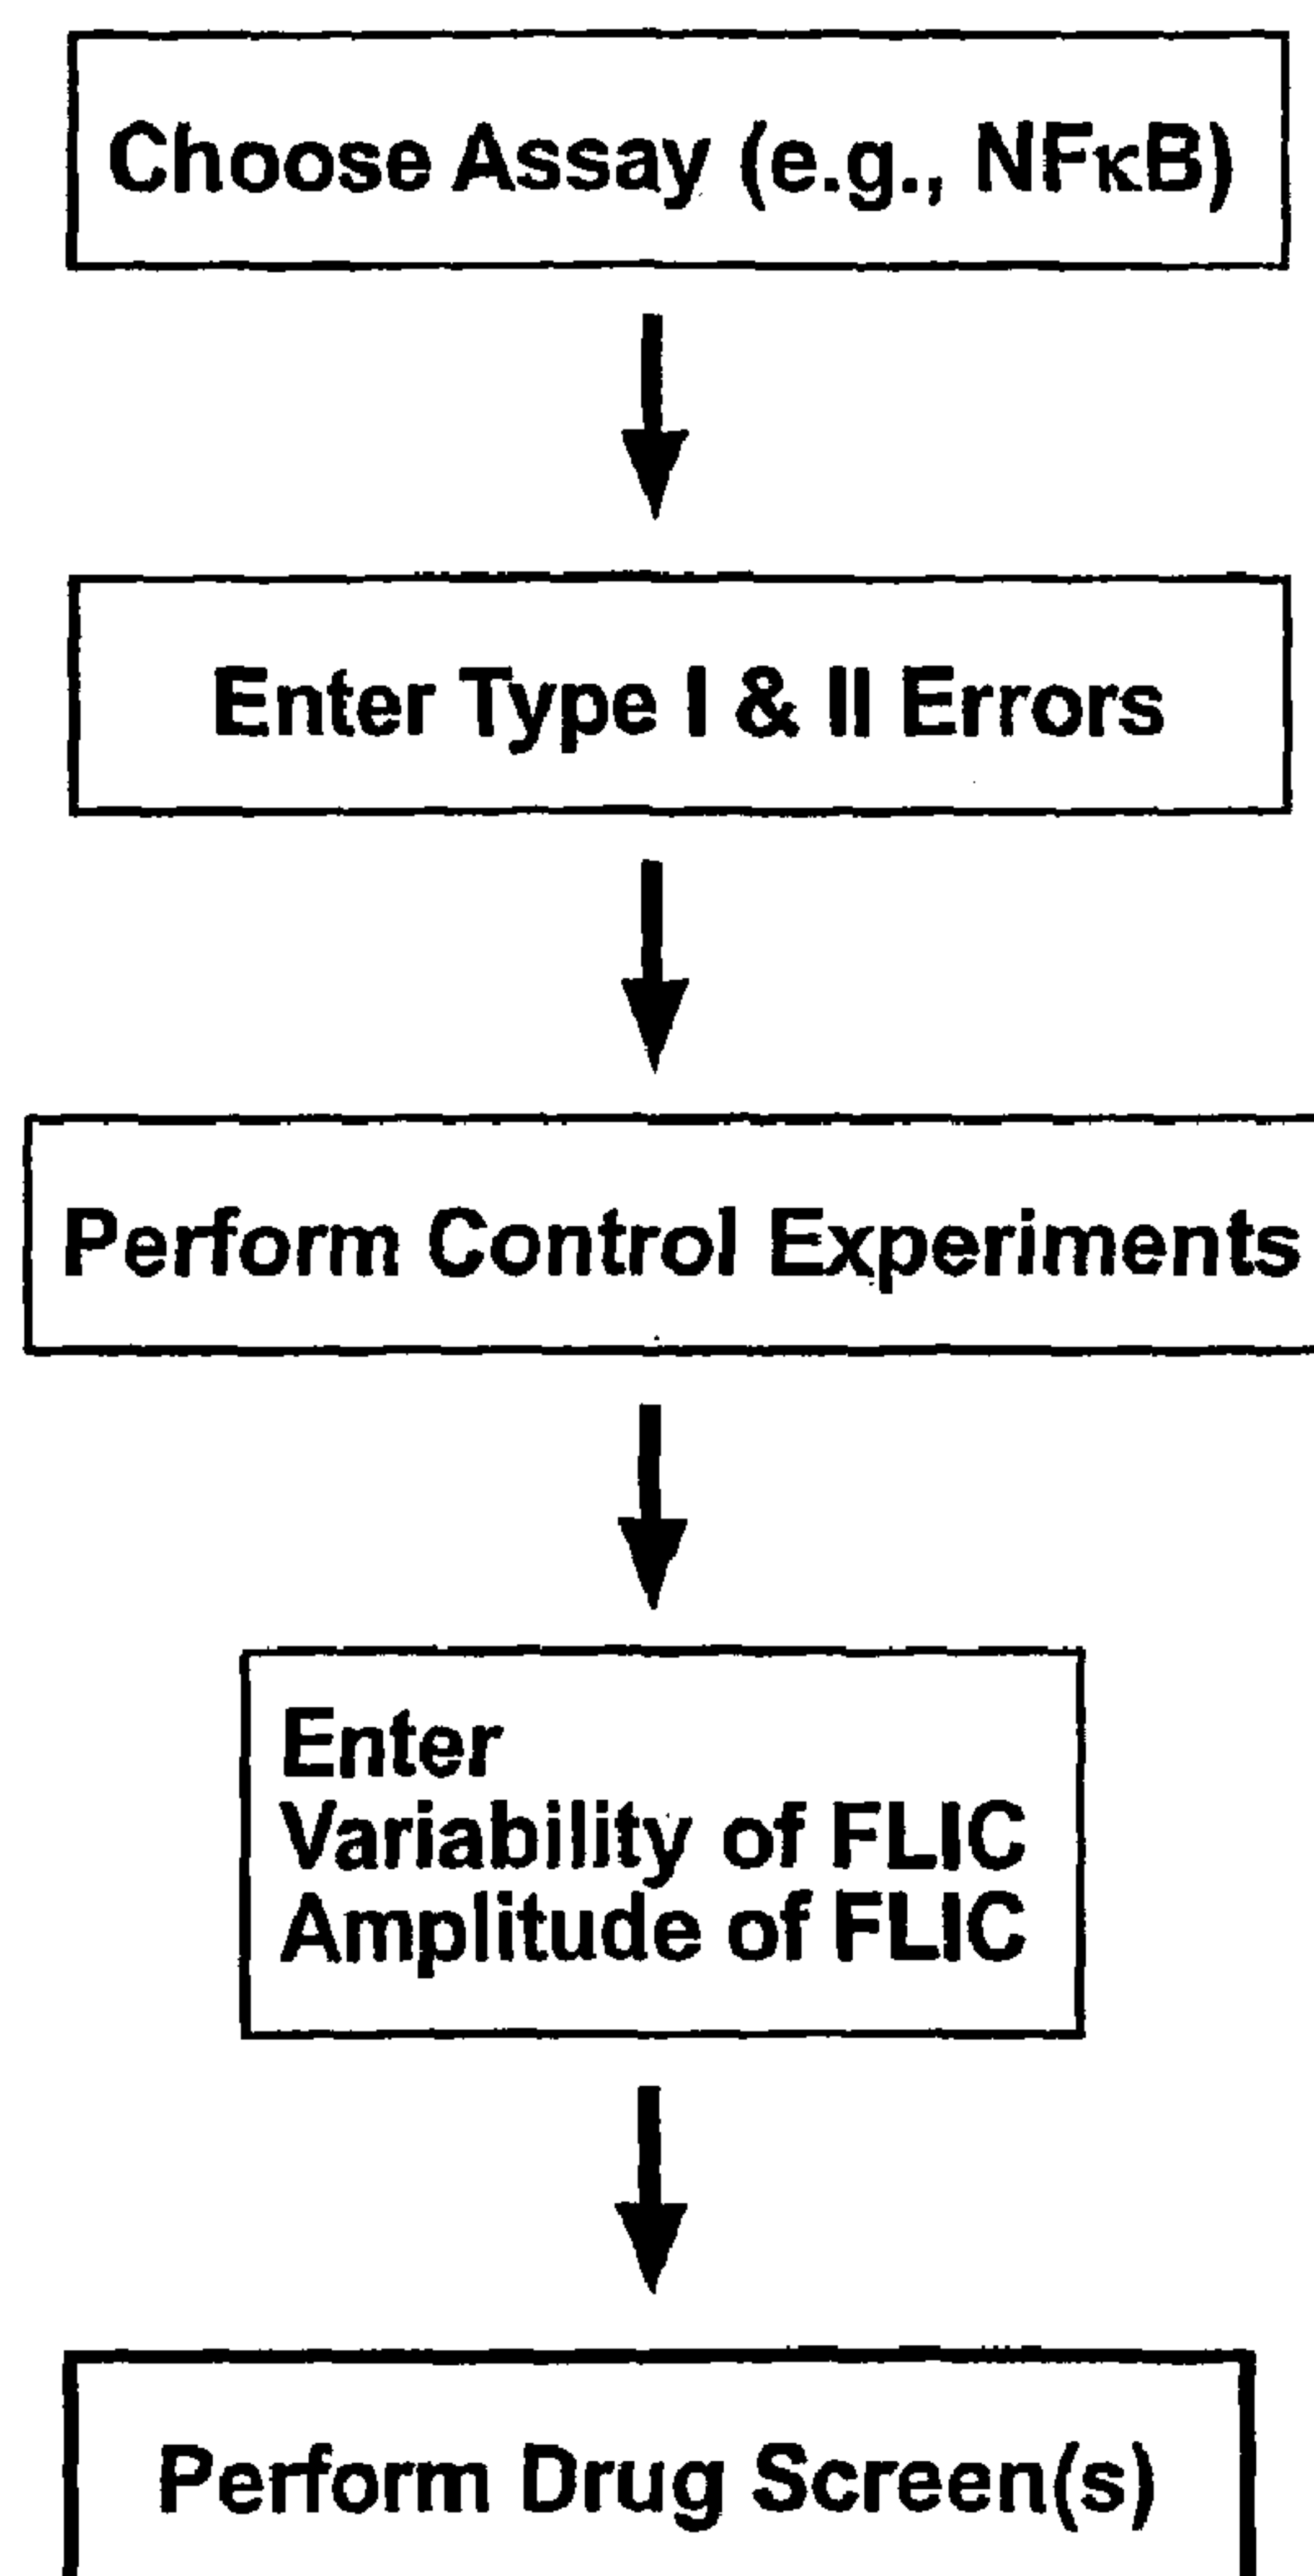 Choose Assay (e.g., NFκB)
Enter Type I & II Errors
Perform Control Experiments
Enter
Variability of FLIC
Amplitude of FLIC
Perform Drug Screen(s)